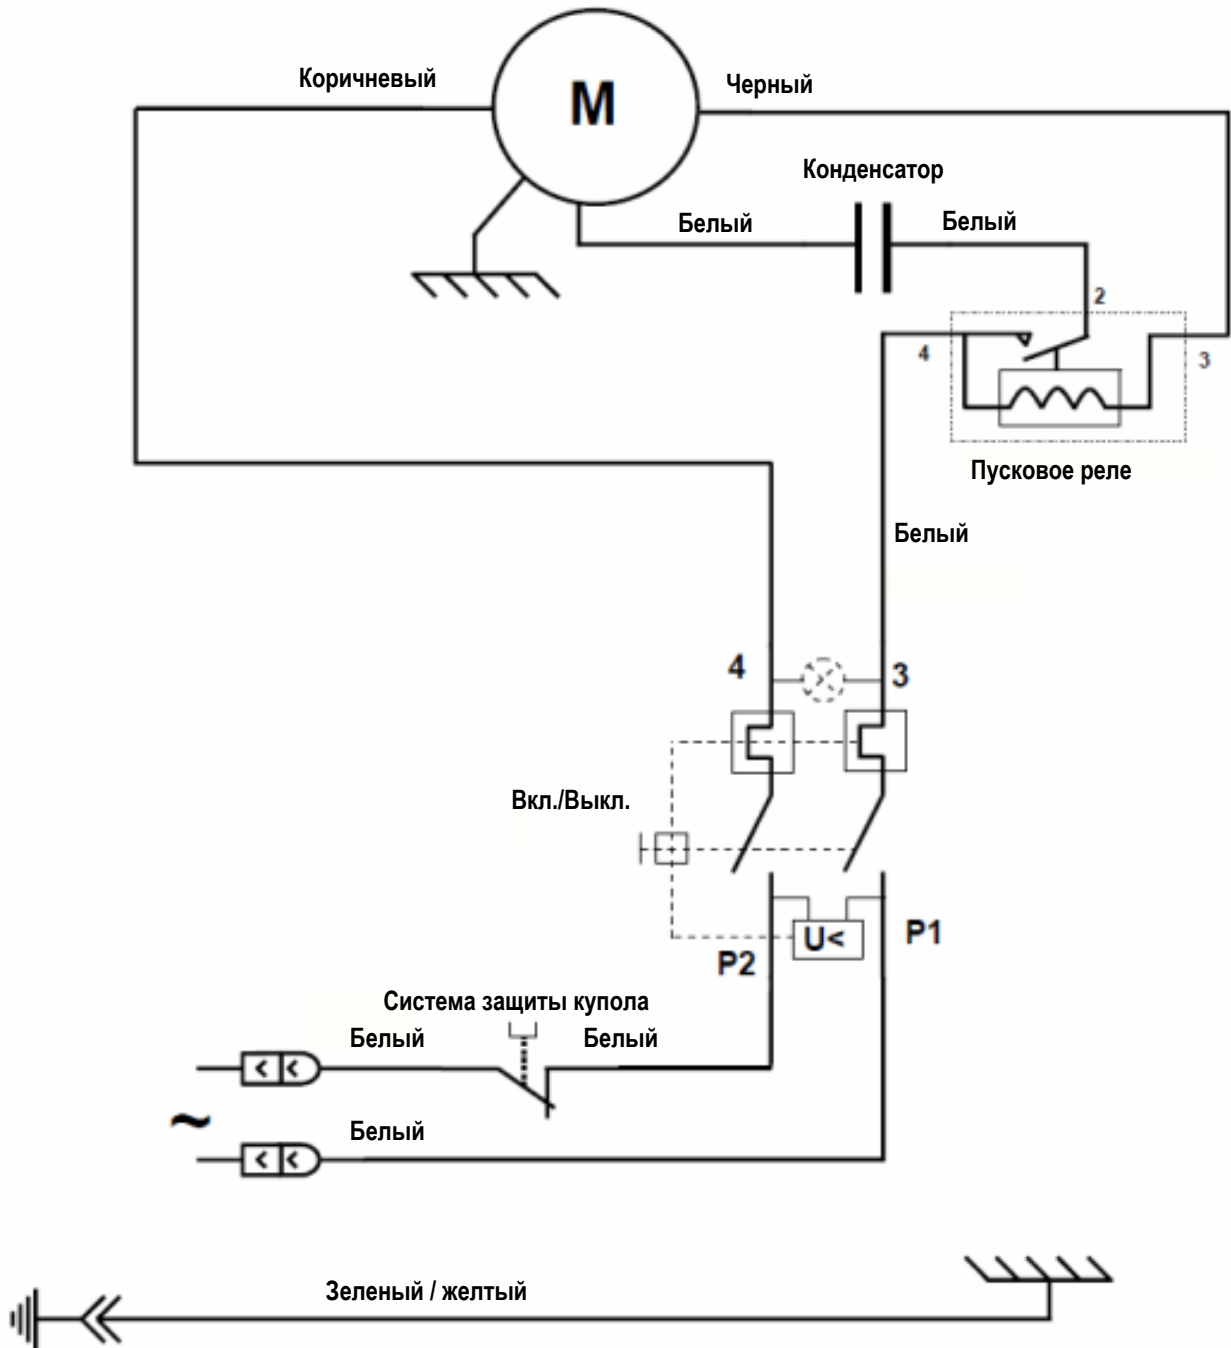 Коричневый
M
Черный
Конденсатор
Белый
Белый
2
4
3
Пусковое реле
Белый
4
3
Вкл./Выкл.
U<
P1
P2
Система защиты купола
Белый
Белый
~
Белый
Зеленый / желтый